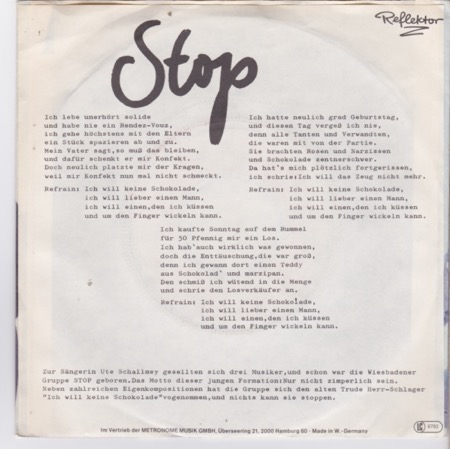 Reflektor
Stop
Ich lebe unerhört solide
und habe nie ein Rendez-Vous,
ich gehe höchstens mit den Eltern
ein Stück spazieren ab und zu.
Mein Vater sagt,so muß das bleiben,
und dafür schenkt er mir Konfekt.
Doch neulich platzte mir der Kragen,
weil mir Konfekt nun mal nicht schmeckt.
Refrain: Ich will keine Schokolade,
ich will lieber einen Mann,
ich will einen,den ich küssen
und um den Finger wickeln kann.
Ich hatte neulich grad Geburtstag,
und diesen Tag vergeß ich nie,
denn alle Tanten und Verwandten,
die waren mit von der Partie.
Sie brachten Rosen und Narzissen
und Schokolade zentnerschwer.
Da hat's mich plötzlich fortgerissen,
ich schrie:Ich will das Zeug nicht mehr.
Refrain: Ich will keine Schokolade,
ich will lieber einen Mann,
ich will einen,den ich küssen
und um den Finger wickeln kann.
Ich kaufte Sonntag auf dem Rummel
für 50 Pfennig mir ein Los.
Ich hab'auch wirklich was gewonnen,
doch die Enttäuschung,die war groß,
denn ich gewann dort einen Teddy
aus Schokolad' und marzipan.
Den schmiß ich wütend in die Menge
und schrie den Losverkäufer an.
Refrain: Ich will keine Schokolade,
ich will lieber einen Mann,
ich will einen,den ich küssen
und um den Finger wickeln kann.
Zur Sängerin Ute Schallmey gesellten sich drei Musiker,und schon war die Wiesbadener
Gruppe STOP geboren.Das Motto dieser jungen Formation:Nur nicht zimperlich sein.
Neben zahlreichen Eigenkompositionen hat die Gruppe sich den alten Trude Herr-Schlager
"Ich will keine Schokolade"vorgenommen,und nichts kann sie stoppen.
Im Vertrieb der METRONOME MUSIK GMBH, Überseering 21, 2000 Hamburg 60 · Made in W.-Germany